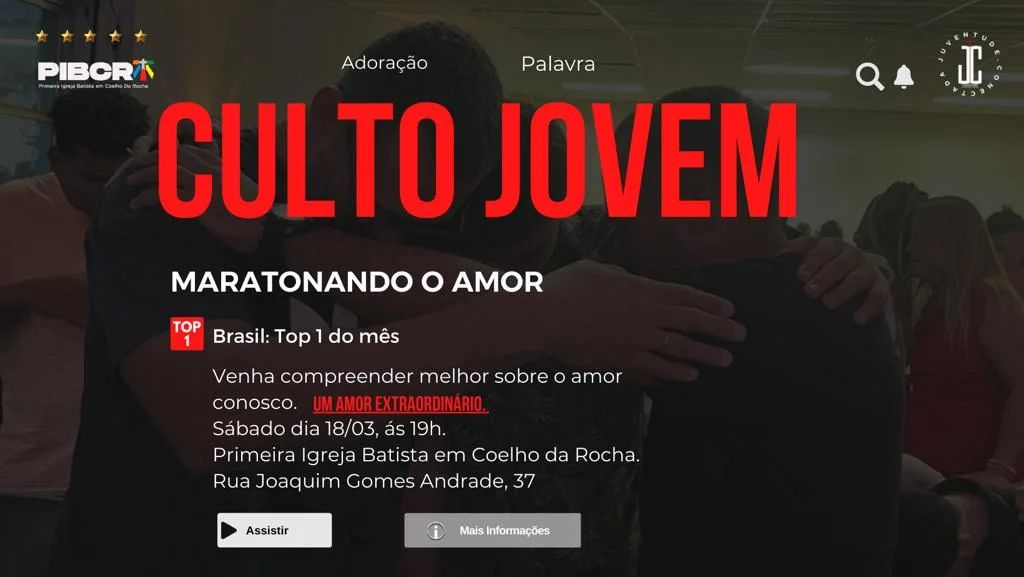 PIBCR
Primeira Igreja Batista em Coelho Da Rocha
Adoração
Palavra
JUVENTUDE · CONECTADA
JC
CULTO JOVEM
MARATONANDO O AMOR
TOP
1
Brasil: Top 1 do mês
Venha compreender melhor sobre o amor
conosco. UM AMOR EXTRAORDINÁRIO.
Sábado dia 18/03, ás 19h.
Primeira Igreja Batista em Coelho da Rocha.
Rua Joaquim Gomes Andrade, 37
Assistir
Mais Informações